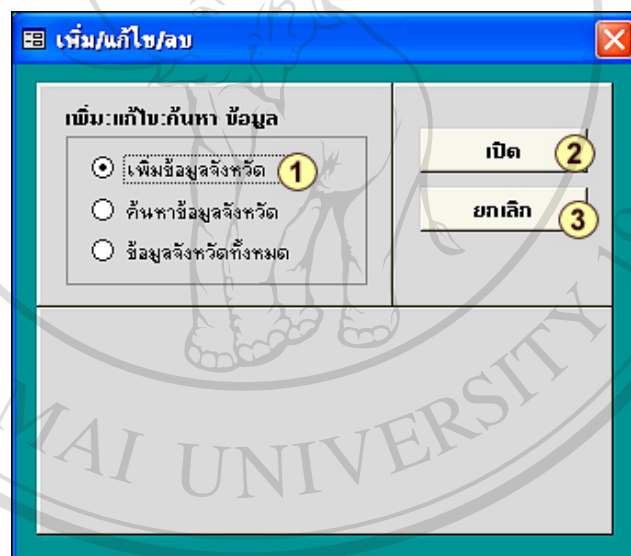 เพิ่ม/แก้ไข/ลบ
เพิ่ม:แก้ไข:ค้นหา ข้อมูล
เพิ่มข้อมูลจังหวัด 1
ค้นหาข้อมูลจังหวัด
ข้อมูลจังหวัดทั้งหมด
เปิด 2
ยกเลิก 3
MAI UNIVERSITY